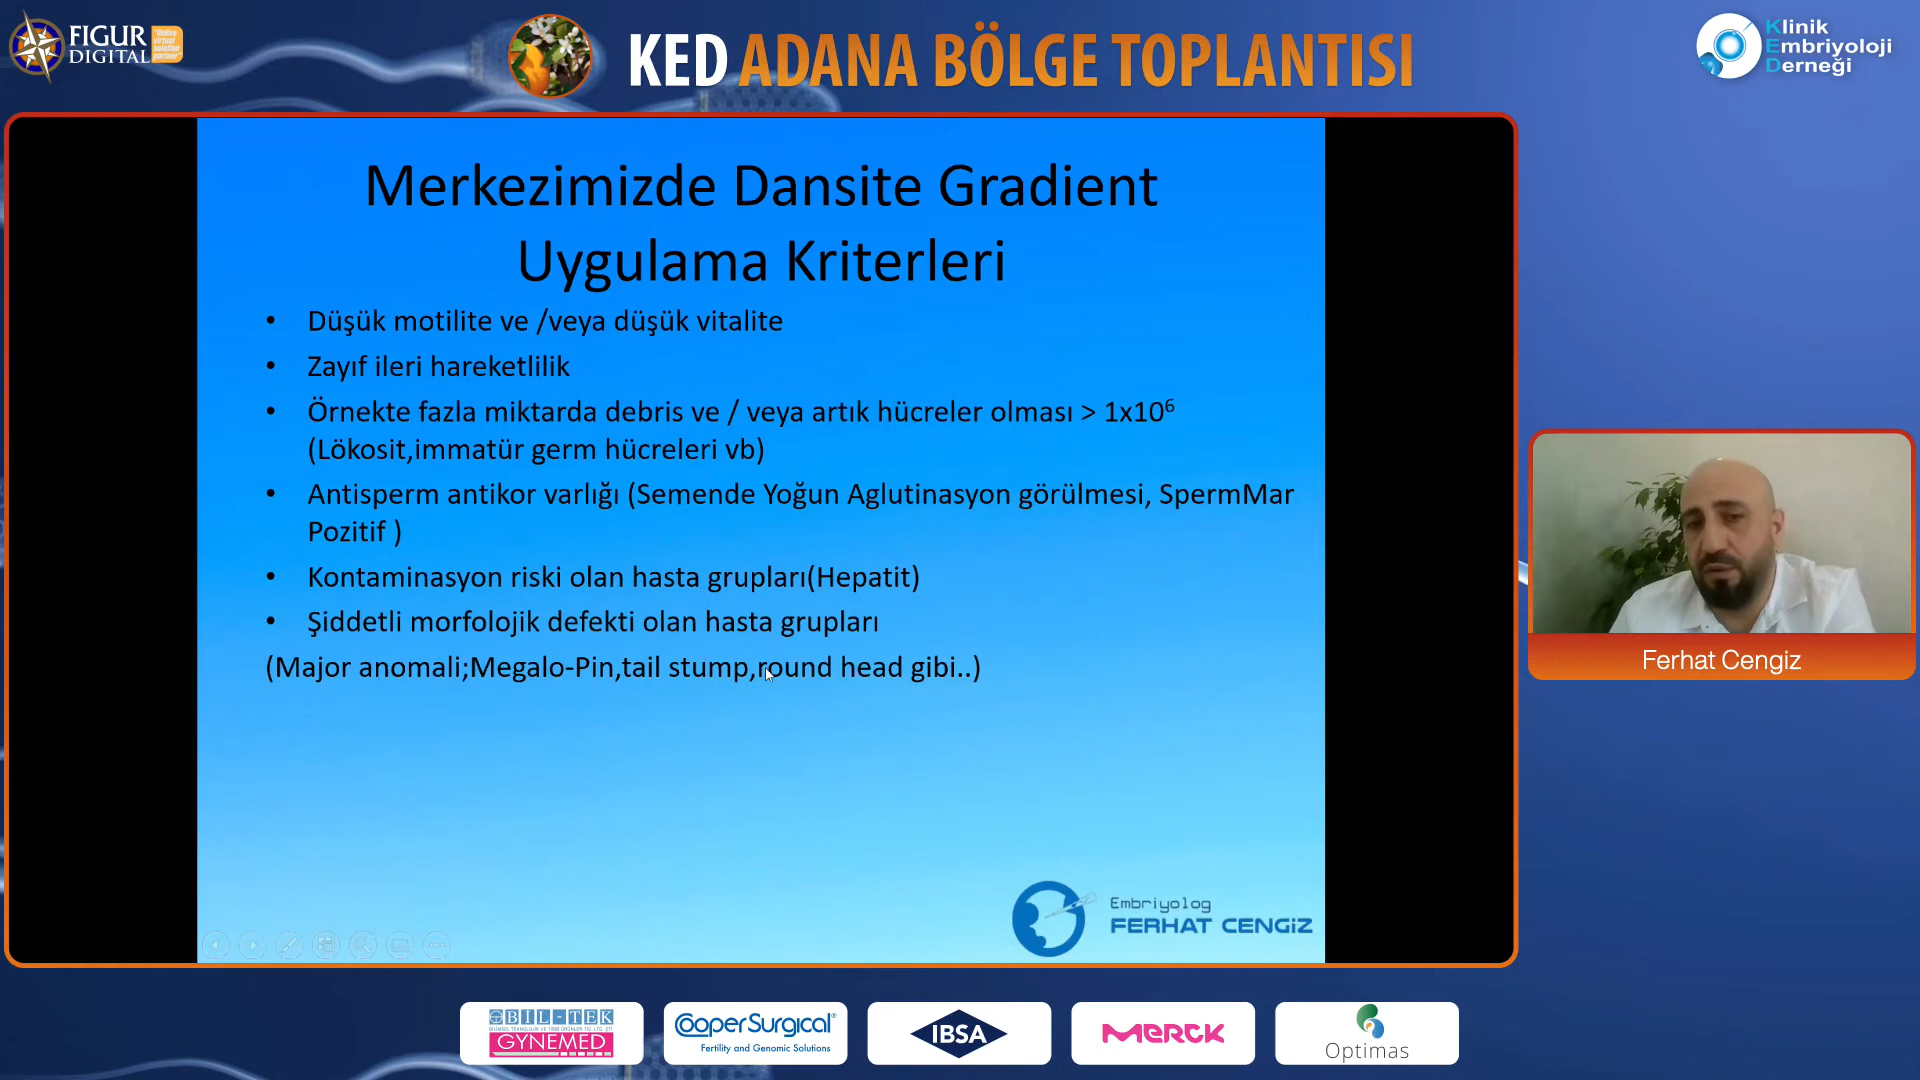 FIGUR
DIGITAL
"Online
virtual
solution
partner"
KED ADANA BÖLGE TOPLANTISI
Klinik
Embriyoloji
Derneği
Merkezimizde Dansite Gradient
Uygulama Kriterleri
• Düşük motilite ve /veya düşük vitalite
• Zayıf ileri hareketlilik
• Örnekte fazla miktarda debris ve / veya artık hücreler olması > 1x10⁶
(Lökosit,immatür germ hücreleri vb)
• Antisperm antikor varlığı (Semende Yoğun Aglutinasyon görülmesi, SpermMar
Pozitif )
• Kontaminasyon riski olan hasta grupları(Hepatit)
• Şiddetli morfolojik defekti olan hasta grupları
(Major anomali;Megalo-Pin,tail stump,round head gibi..)
Embriyolog
FERHAT CENGİZ
Ferhat Cengiz
BIL-TEK
GYNEMED
CooperSurgical®
Fertility and Genomic Solutions
IBSA
MERCK
Optimas